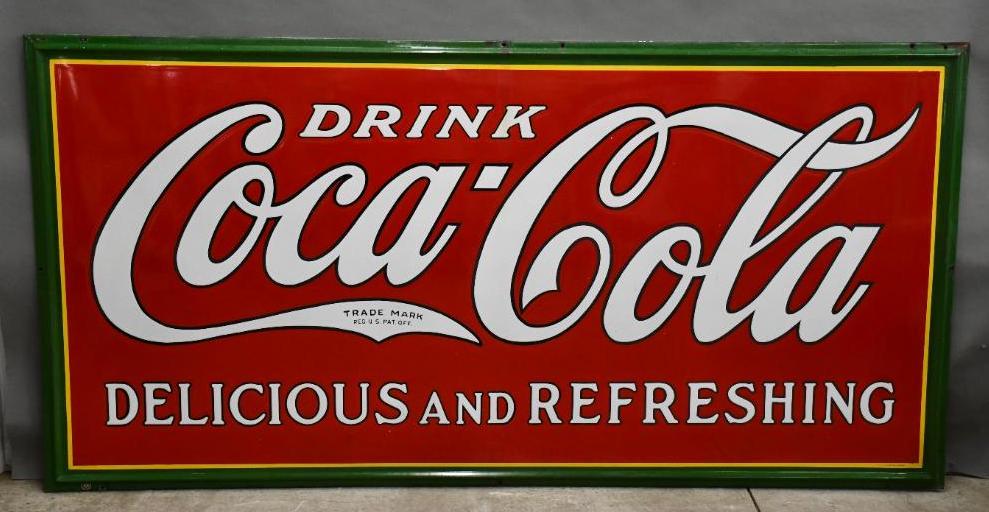 DRINK
Coca-Cola
TRADE MARK
REG. U.S. PAT. OFF.
DELICIOUS AND REFRESHING